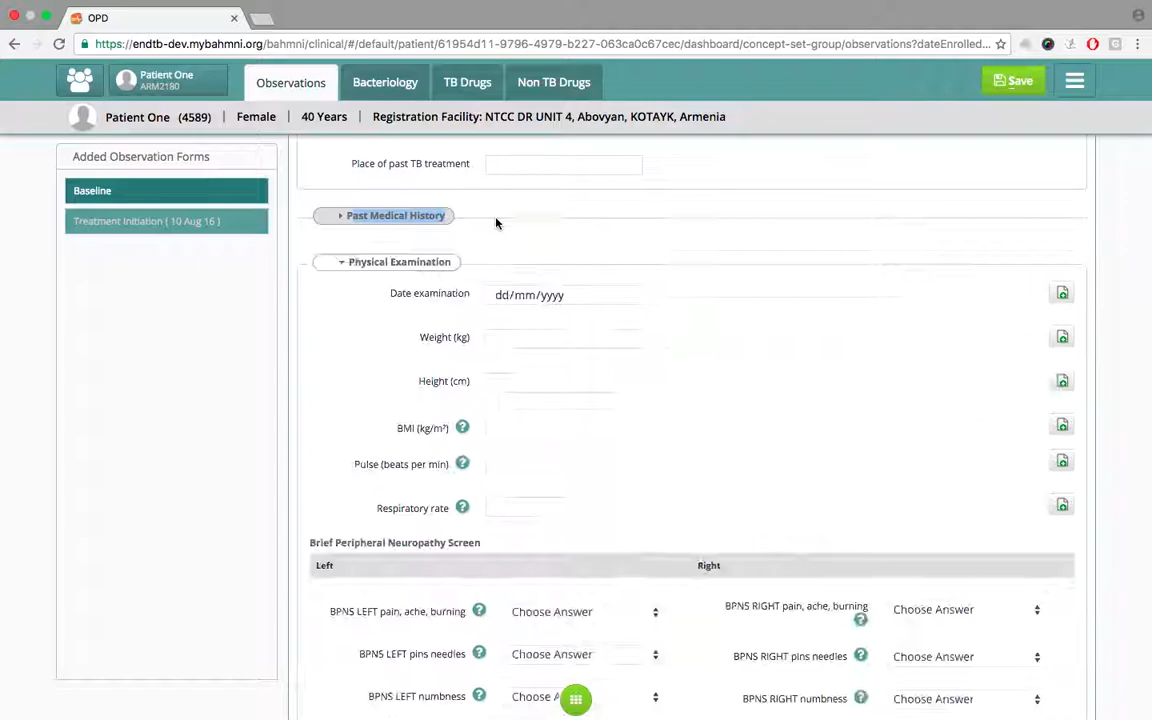 OPD
https://endtb-dev.mybahmni.org/bahmni/clinical/#/default/patient/61954d11-9796-4979-b227-063ca0c67cec/dashboard/concept-set-group/observations?dateEnrolled...
Patient One
ARM2180
Observations
Bacteriology
TB Drugs
Non TB Drugs
Save
Patient One (4589) | Female | 40 Years | Registration Facility: NTCC DR UNIT 4, Abovyan, KOTAYK, Armenia
Added Observation Forms
Baseline
Treatment Initiation ( 10 Aug 16 )
Place of past TB treatment
Past Medical History
Physical Examination
Date examination dd/mm/yyyy
Weight (kg)
Height (cm)
BMI (kg/m²) ?
Pulse (beats per min) ?
Respiratory rate ?
Brief Peripheral Neuropathy Screen
Left Right
BPNS LEFT pain, ache, burning ? Choose Answer
BPNS RIGHT pain, ache, burning ? Choose Answer
BPNS LEFT pins needles ? Choose Answer
BPNS RIGHT pins needles ? Choose Answer
BPNS LEFT numbness ? Choose A
BPNS RIGHT numbness ? Choose Answer